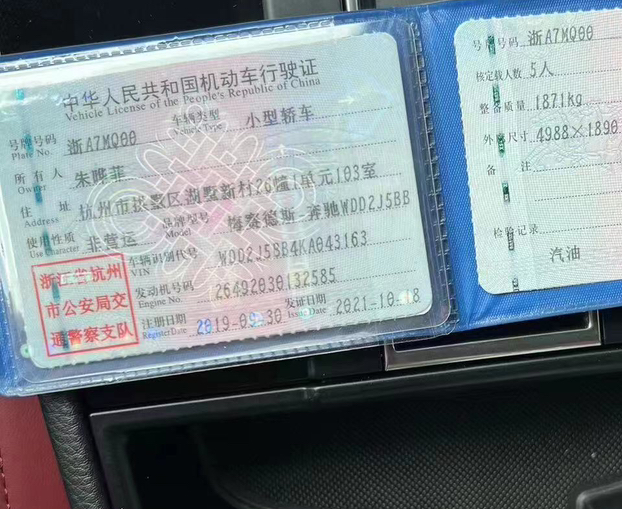 中华人民共和国机动车行驶证
Vehicle License of the People's Republic of China
号牌号码 浙A7MQ00 车辆类型 小型轿车
Plate No. Vehicle Type
所有人 朱晔菲
Owner
住址 杭州市拱墅区湖墅新村26幢1单元103室
Address
使用性质 非营运 品牌型号 梅赛德斯-奔驰WDD2J5BB
Use Character Model
车辆识别代号 WDD2J5BB4KA043163
VIN
发动机号码 26492030132585
Engine No.
注册日期 2019-09-30 发证日期 2021-10-18
Register Date Issue Date
浙江省杭州
市公安局交
通警察支队
号牌号码 浙A7MQ00
核定载人数 5人
整备质量 1871kg
外廓尺寸 4988×1890
备注
检验记录
汽油